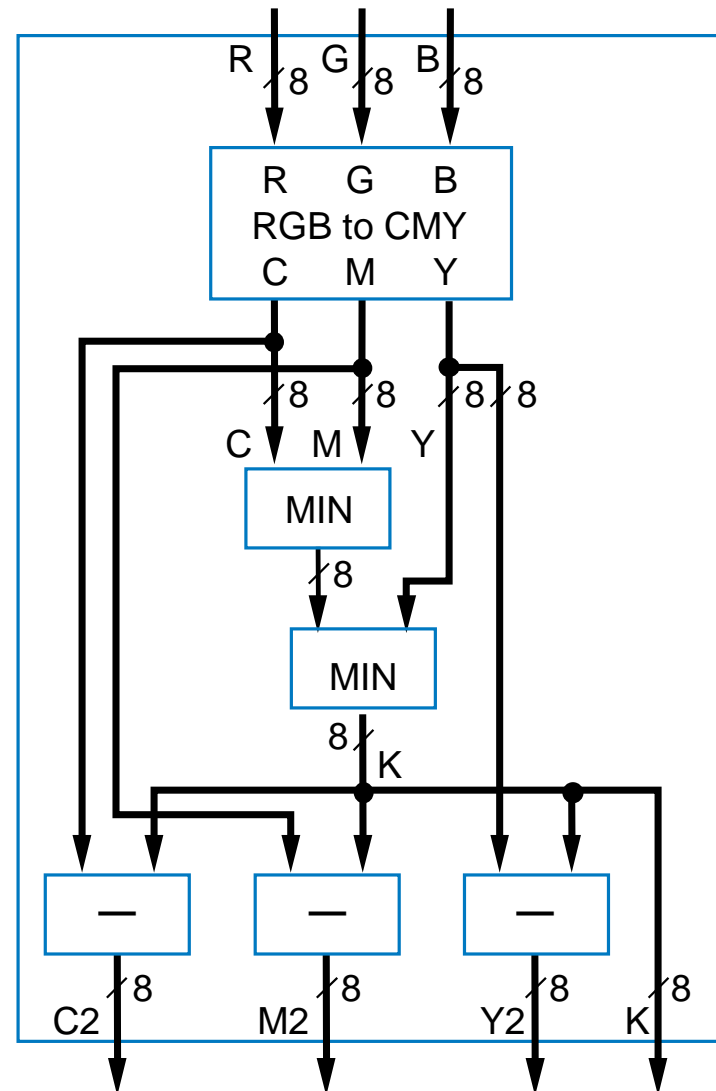 R G B
8 8 8
R G B
RGB to CMY
C M Y
8 8 8 8
C M Y
MIN
8
MIN
8
K
— — —
8 8 8 8
C2 M2 Y2 K